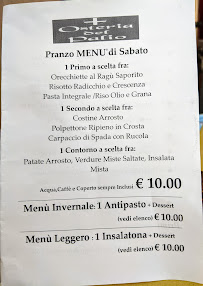 Osteria
del
Palio
Pranzo MENU' di Sabato
1 Primo a scelta fra:
Orecchiette al Ragù Saporito
Risotto Radicchio e Crescenza
Pasta Integrale /Riso Olio e Grana
1 Secondo a scelta fra:
Costine Arrosto
Polpettone Ripieno in Crosta
Carpaccio di Spada con Rucola
1 Contorno a scelta fra:
Patate Arrosto, Verdure Miste Saltate, Insalata
Mista
Acqua,Caffè e Coperto sempre Inclusi € 10.00
Menù Invernale: 1 Antipasto + Dessert
(vedi elenco) € 10.00
Menù Leggero : 1 Insalatona + Dessert
(vedi elenco) € 10.00